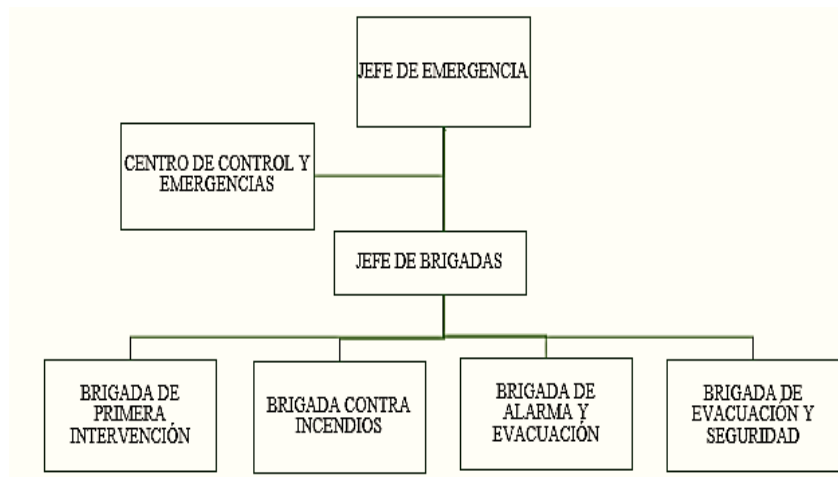 JEFE DE EMERGENCIA
CENTRO DE CONTROL Y
EMERGENCIAS
JEFE DE BRIGADAS
BRIGADA DE
PRIMERA
INTERVENCIÓN
BRIGADA CONTRA
INCENDIOS
BRIGADA DE
ALARMA Y
EVACUACIÓN
BRIGADA DE
EVACUACIÓN Y
SEGURIDAD